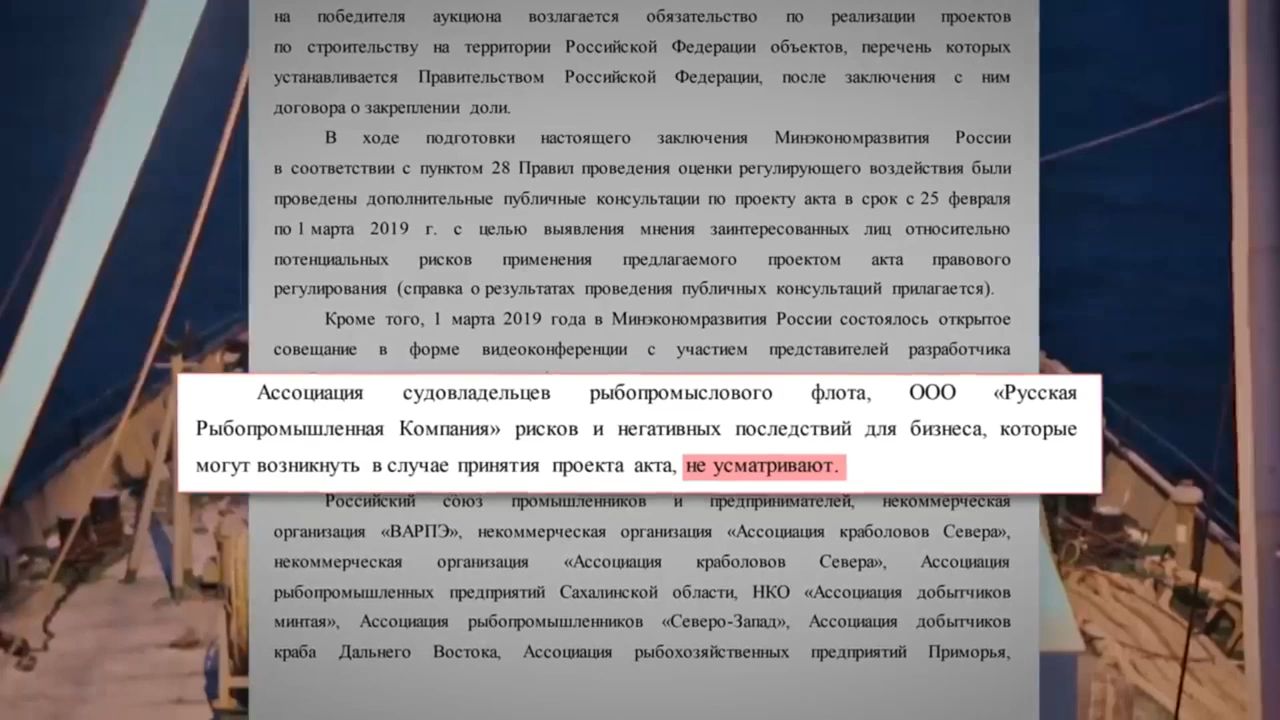 на победителя аукциона возлагается обязательство по реализации проектов
по строительству на территории Российской Федерации объектов, перечень которых
устанавливается Правительством Российской Федерации, после заключения с ним
договора о закреплении доли.
В ходе подготовки настоящего заключения Минэкономразвития России
в соответствии с пунктом 28 Правил проведения оценки регулирующего воздействия были
проведены дополнительные публичные консультации по проекту акта в срок с 25 февраля
по 1 марта 2019 г. с целью выявления мнения заинтересованных лиц относительно
потенциальных рисков применения предлагаемого проектом акта правового
регулирования (справка о результатах проведения публичных консультаций прилагается).
Кроме того, 1 марта 2019 года в Минэкономразвития России состоялось открытое
совещание в форме видеоконференции с участием представителей разработчика
Ассоциация судовладельцев рыбопромыслового флота, ООО «Русская
Рыбопромышленная Компания» рисков и негативных последствий для бизнеса, которые
могут возникнуть в случае принятия проекта акта, не усматривают.
Российский союз промышленников и предпринимателей, некоммерческая
организация «ВАРПЭ», некоммерческая организация «Ассоциация краболовов Севера»,
некоммерческая организация «Ассоциация краболовов Севера», Ассоциация
рыбопромышленных предприятий Сахалинской области, НКО «Ассоциация добытчиков
минтая», Ассоциация рыбопромышленников «Северо-Запад», Ассоциация добытчиков
краба Дальнего Востока, Ассоциация рыбохозяйственных предприятий Приморья,